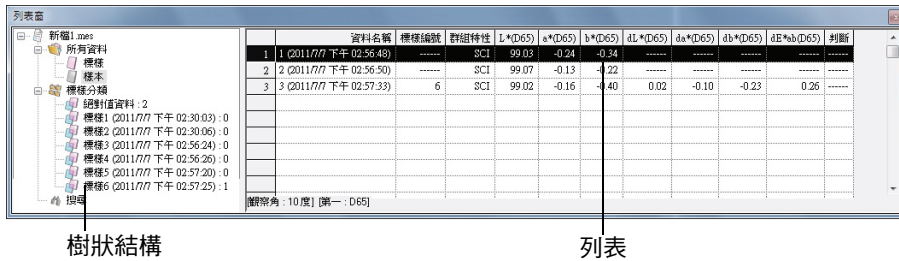 列表窗
新檔1.mes
所有資料
標樣
樣本
標樣分類
絕對值資料 : 2
標樣1 (2011/7/7 下午 02:30:03) : 0
標樣2 (2011/7/7 下午 02:30:06) : 0
標樣3 (2011/7/7 下午 02:56:24) : 0
標樣4 (2011/7/7 下午 02:56:26) : 0
標樣5 (2011/7/7 下午 02:57:20) : 0
標樣6 (2011/7/7 下午 02:57:25) : 1
搜尋
資料名稱 標樣編號 群組特性 L*(D65) a*(D65) b*(D65) dL*(D65) da*(D65) db*(D65) dE*ab(D65) 判斷
1 1 (2011/7/7 下午 02:56:48) ------ SCI 99.03 -0.24 -0.34 ------ ------ ------ ------ ------
2 2 (2011/7/7 下午 02:56:50) ------ SCI 99.07 -0.13 -0.22 ------ ------ ------ ------ ------
3 3 (2011/7/7 下午 02:57:33) 6 SCI 99.02 -0.16 -0.40 0.02 -0.10 -0.23 0.26 ------
[觀察角 : 10 度] [第一 : D65]
樹狀結構
列表